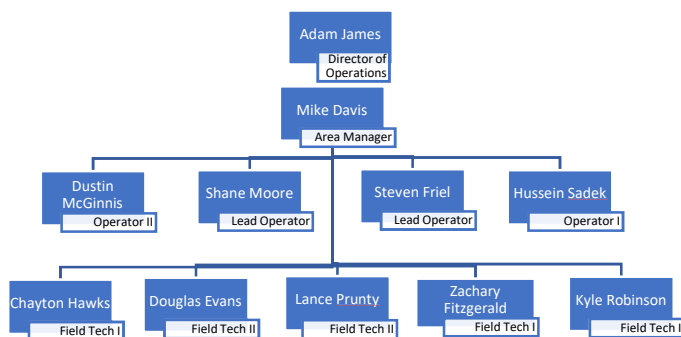 Adam James
Director of
Operations
Mike Davis
Area Manager
Dustin
McGinnis
Operator II
Shane Moore
Lead Operator
Steven Friel
Lead Operator
Hussein Sadek
Operator I
Chayton Hawks
Field Tech I
Douglas Evans
Field Tech II
Lance Prunty
Field Tech II
Zachary
Fitzgerald
Field Tech I
Kyle Robinson
Field Tech I